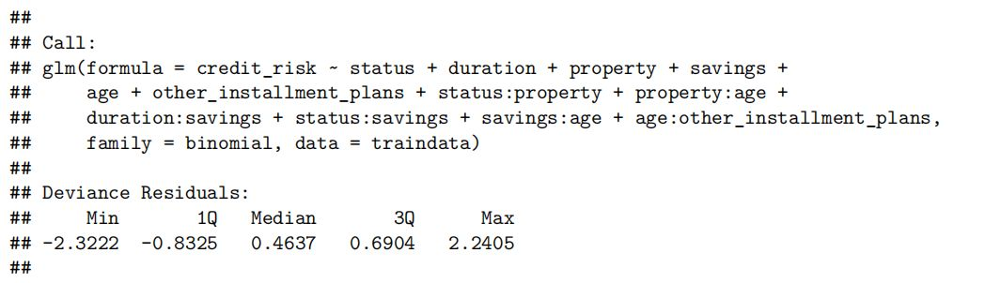 ##
## Call:
## glm(formula = credit_risk ~ status + duration + property + savings +
##     age + other_installment_plans + status:property + property:age +
##     duration:savings + status:savings + savings:age + age:other_installment_plans,
##     family = binomial, data = traindata)
##
## Deviance Residuals:
##     Min       1Q   Median       3Q      Max
## -2.3222  -0.8325   0.4637   0.6904   2.2405
##